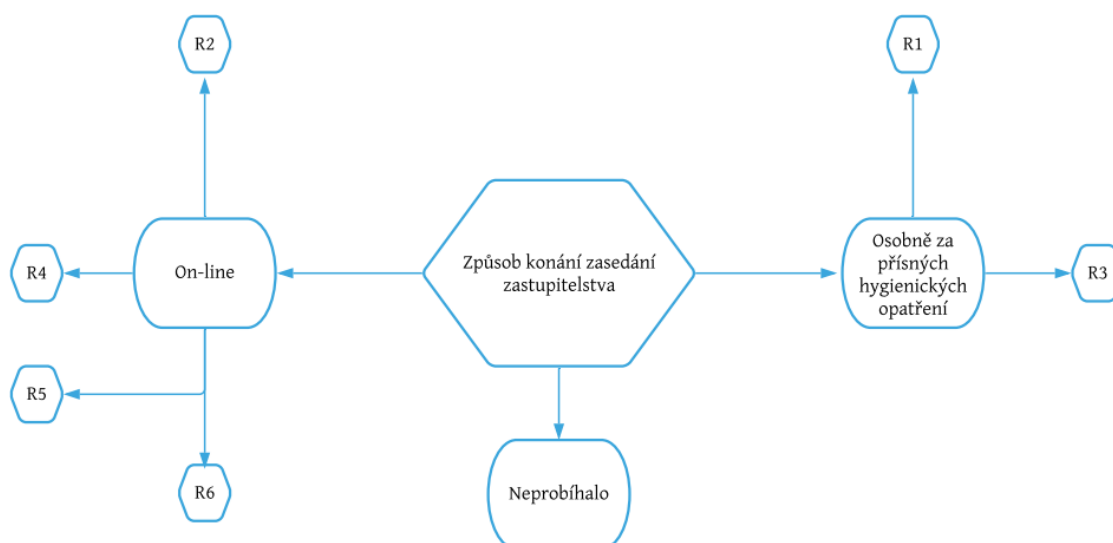 R2
R1
Způsob konání zasedání
zastupitelstva
On-line
Osobně za
přísných
hygienických
opatření
R4
R3
R5
R6
Neprobíhalo